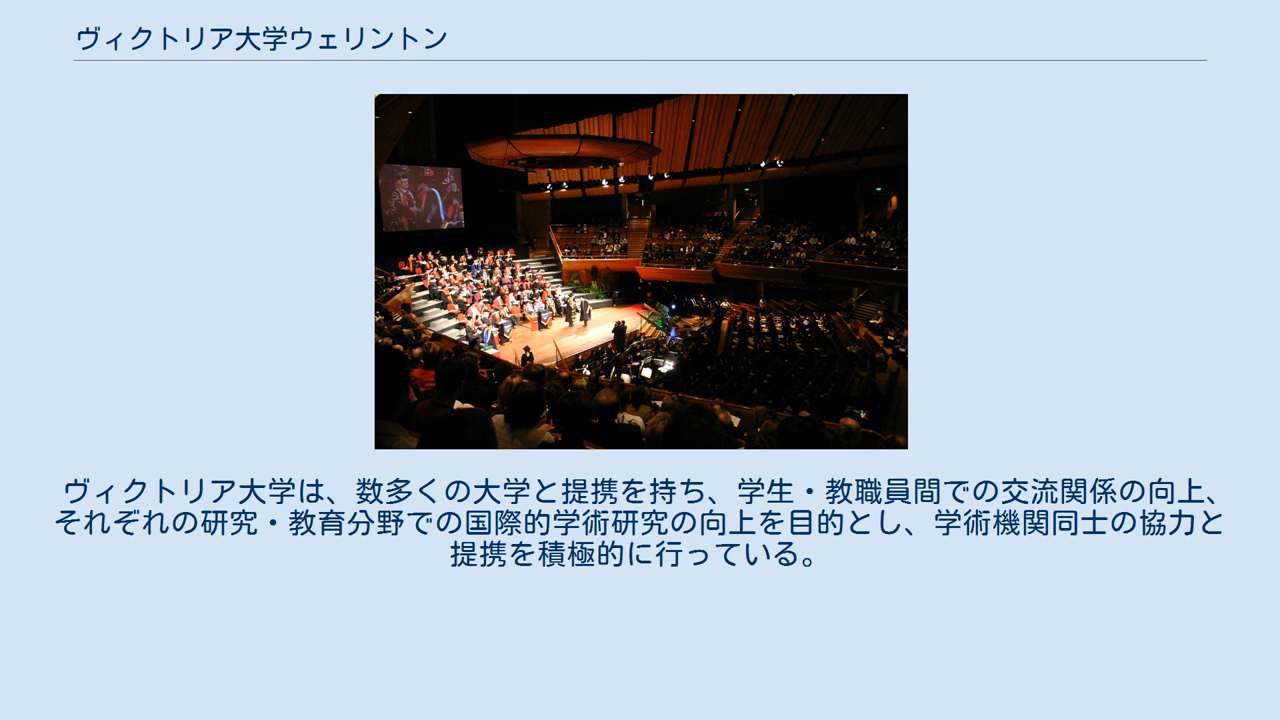 ヴィクトリア大学ウェリントン
ヴィクトリア大学は、数多くの大学と提携を持ち、学生・教職員間での交流関係の向上、
それぞれの研究・教育分野での国際的学術研究の向上を目的とし、学術機関同士の協力と
提携を積極的に行っている。